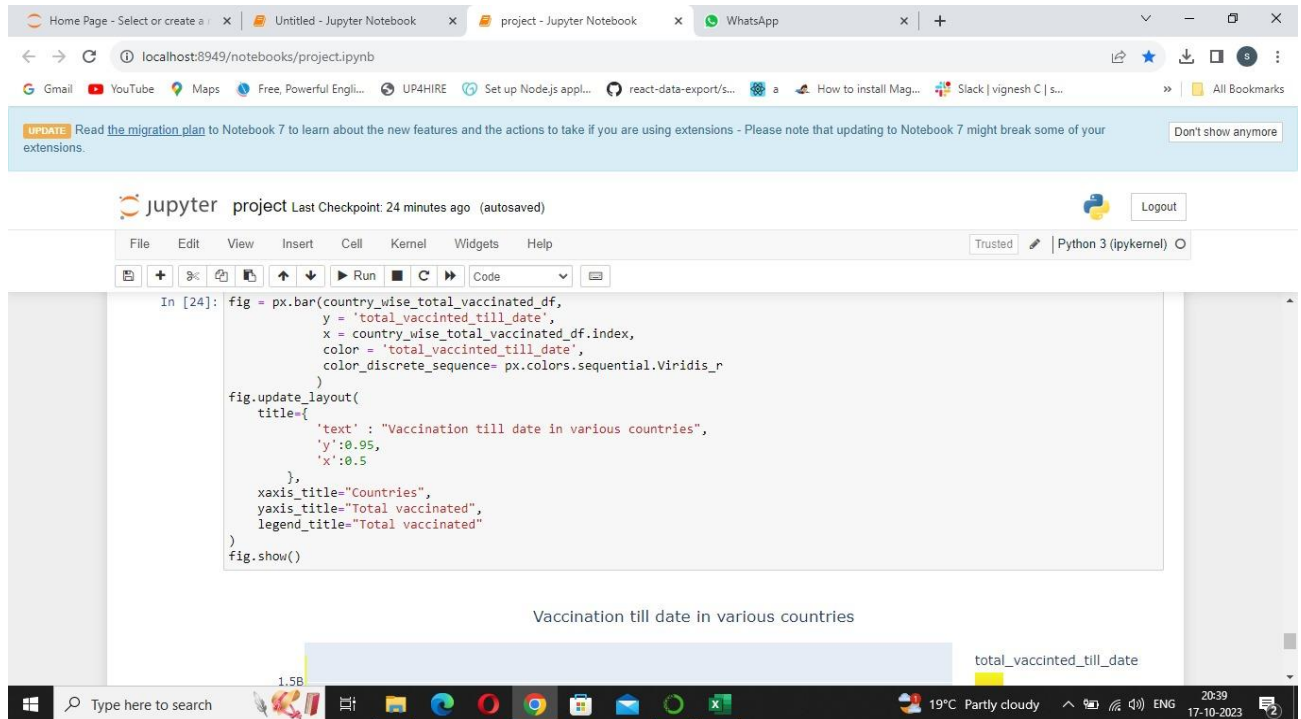 Home Page - Select or create a n
Untitled - Jupyter Notebook
project - Jupyter Notebook
WhatsApp
localhost:8949/notebooks/project.ipynb
S
Gmail
YouTube
Maps
Free, Powerful Engli...
UP4HIRE
Set up Node.js appl...
react-data-export/s...
a
How to install Mag...
Slack | vignesh C | s...
»
All Bookmarks
UPDATE Read the migration plan to Notebook 7 to learn about the new features and the actions to take if you are using extensions - Please note that updating to Notebook 7 might break some of your
extensions.
Don't show anymore
jupyter project Last Checkpoint: 24 minutes ago (autosaved)
Logout
File Edit View Insert Cell Kernel Widgets Help
Trusted
Python 3 (ipykernel)
Run
Code
In [24]: fig = px.bar(country_wise_total_vaccinated_df,
y = 'total_vaccinted_till_date',
x = country_wise_total_vaccinated_df.index,
color = 'total_vaccinted_till_date',
color_discrete_sequence= px.colors.sequential.Viridis_r
)
fig.update_layout(
title={
'text' : "Vaccination till date in various countries",
'y':0.95,
'x':0.5
},
xaxis_title="Countries",
yaxis_title="Total vaccinated",
legend_title="Total vaccinated"
)
fig.show()
Vaccination till date in various countries
total_vaccinted_till_date
1.5B
Type here to search
19°C Partly cloudy
ENG
20:39
17-10-2023
2